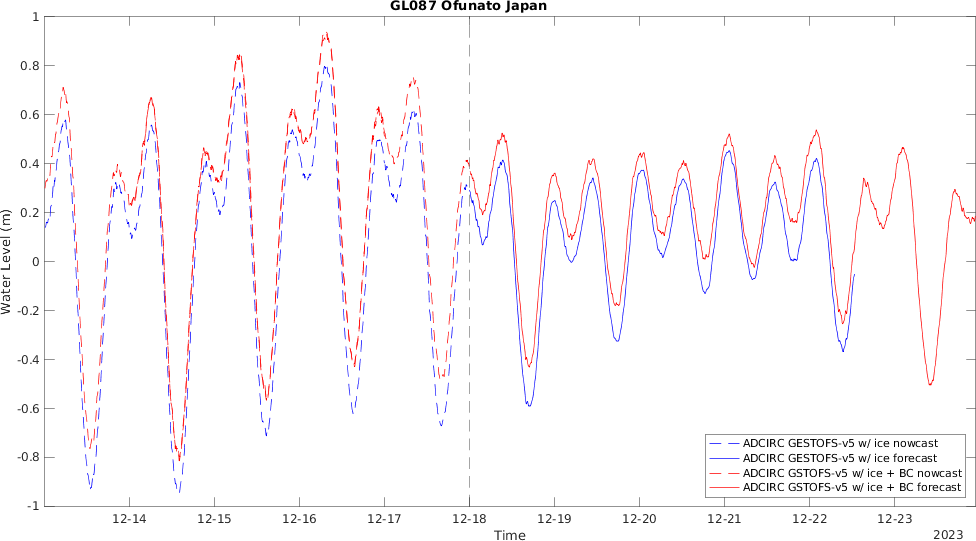 GL087 Ofunato Japan
1
0.8
0.6
0.4
0.2
0
-0.2
-0.4
-0.6
-0.8
-1
Water Level (m)
12-14 12-15 12-16 12-17 12-18 12-19 12-20 12-21 12-22 12-23
Time
2023
ADCIRC GESTOFS-v5 w/ ice nowcast
ADCIRC GESTOFS-v5 w/ ice forecast
ADCIRC GSTOFS-v5 w/ ice + BC nowcast
ADCIRC GSTOFS-v5 w/ ice + BC forecast